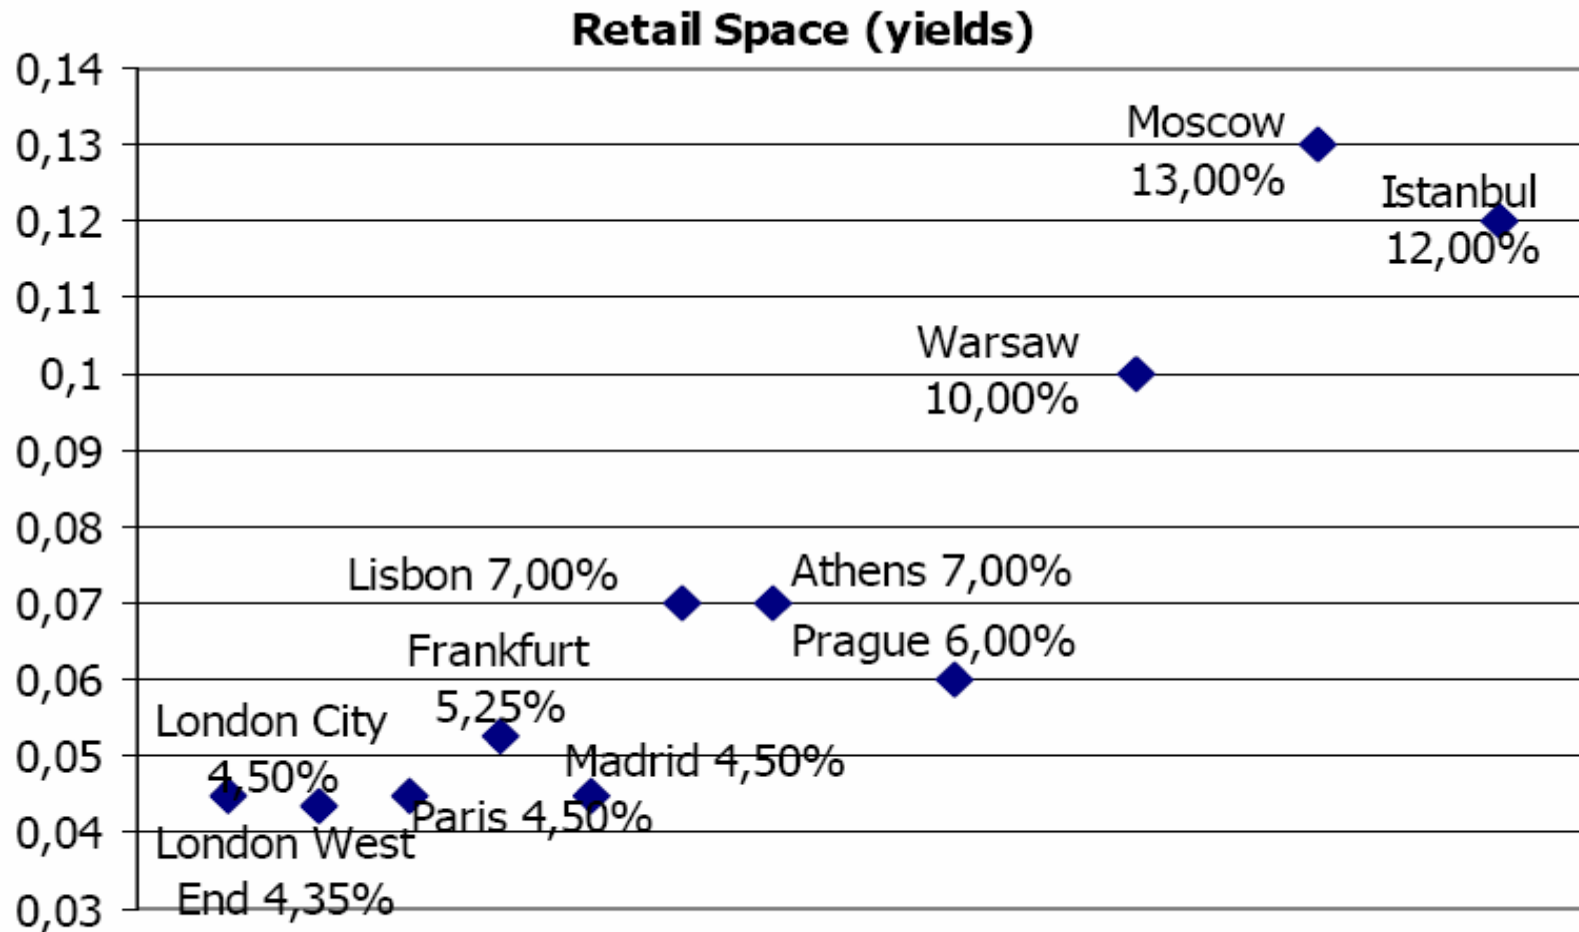 Retail Space (yields)
0,14
0,13
0,12
0,11
0,1
0,09
0,08
0,07
0,06
0,05
0,04
0,03
Moscow
13,00%
Istanbul
12,00%
Warsaw
10,00%
Lisbon 7,00%
Athens 7,00%
Prague 6,00%
Frankfurt
5,25%
London City
4,50%
Madrid 4,50%
Paris 4,50%
London West
End 4,35%